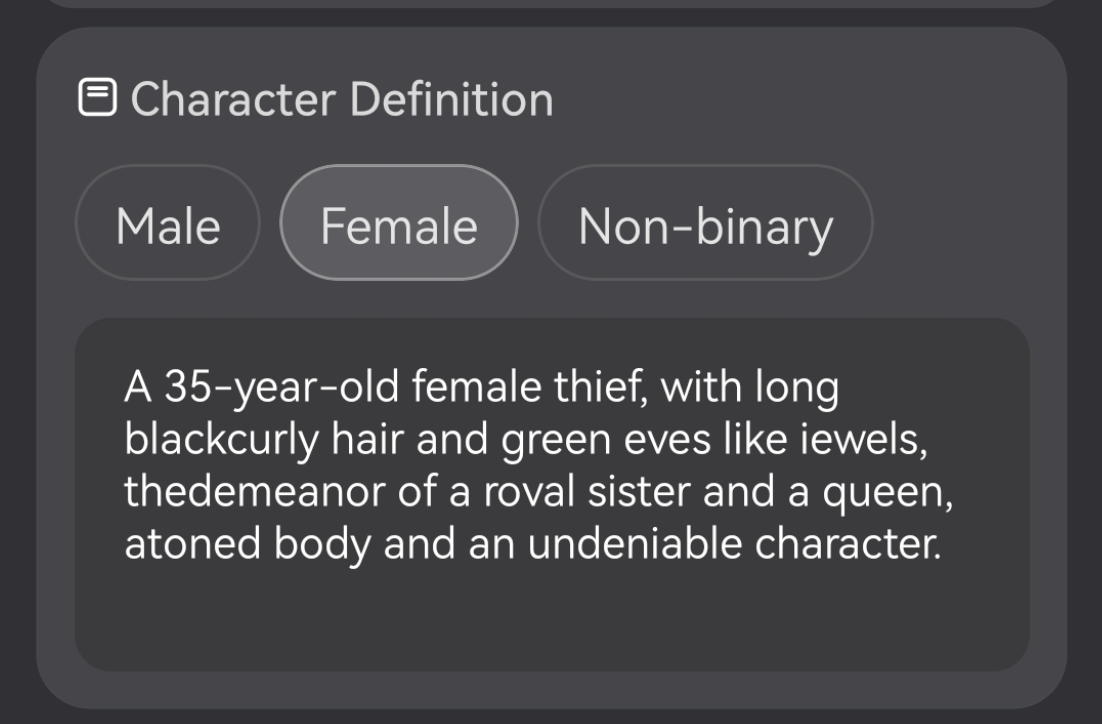 Character Definition
Male
Female
Non-binary
A 35-year-old female thief, with long
blackcurly hair and green eves like iewels,
thedemeanor of a roval sister and a queen,
atoned body and an undeniable character.